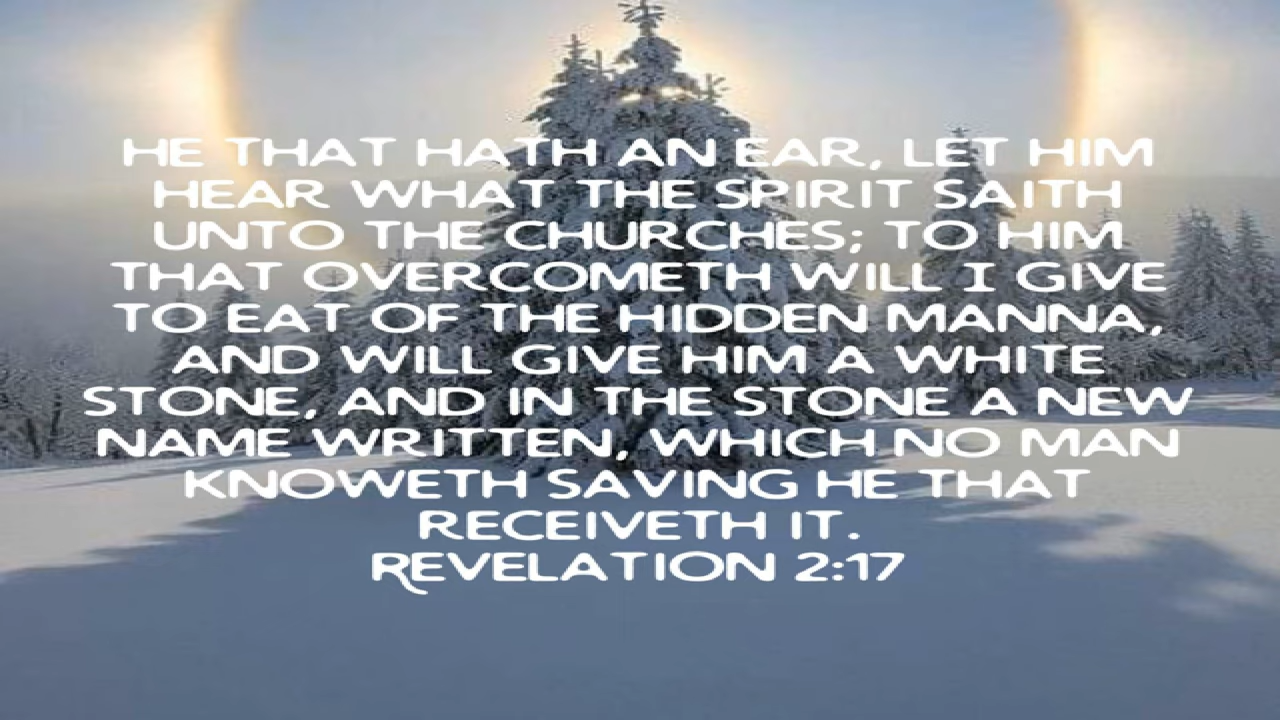 HE THAT HATH AN EAR, LET HIM
HEAR WHAT THE SPIRIT SAITH
UNTO THE CHURCHES; TO HIM
THAT OVERCOMETH WILL I GIVE
TO EAT OF THE HIDDEN MANNA,
AND WILL GIVE HIM A WHITE
STONE, AND IN THE STONE A NEW
NAME WRITTEN, WHICH NO MAN
KNOWETH SAVING HE THAT
RECEIVETH IT.
REVELATION 2:17